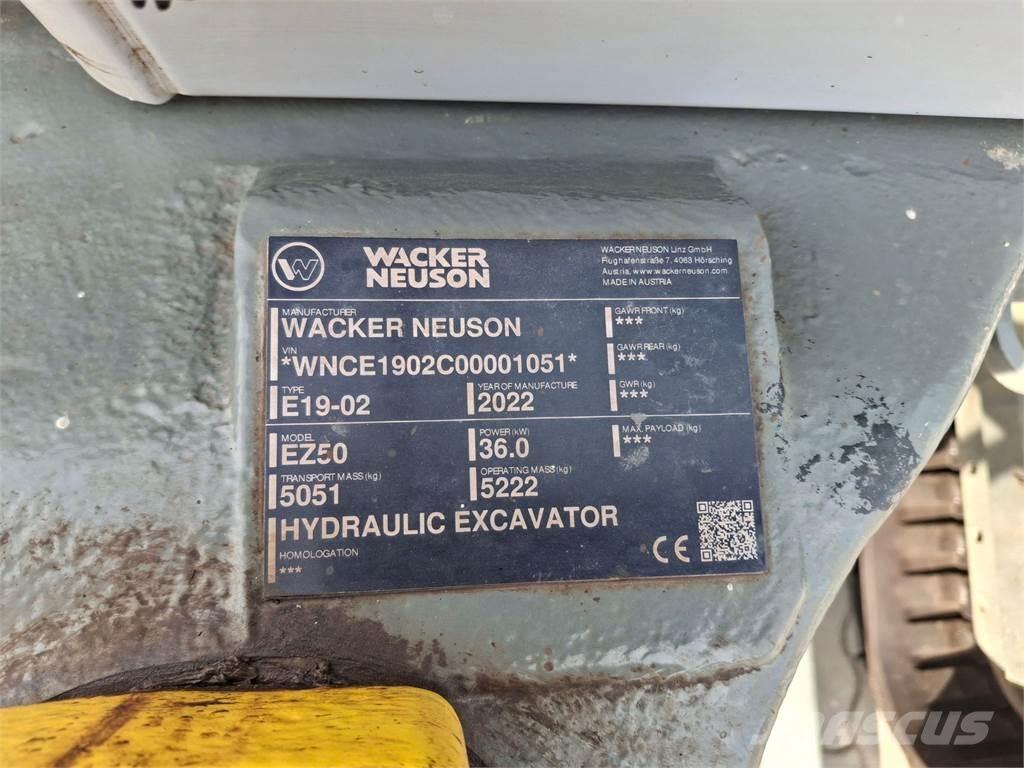 W
WACKER
NEUSON
WACKER NEUSON Linz GmbH
Flughafenstraße 7, 4063 Hörsching
Austria, www.wackerneuson.com
MADE IN AUSTRIA
MANUFACTURER
WACKER NEUSON
GAWR FRONT (kg)
***
VIN
*WNCE1902C00001051*
GAWR REAR (kg)
***
TYPE
E19-02
YEAR OF MANUFACTURE
2022
GWR (kg)
***
MODEL
EZ50
POWER (kW)
36.0
MAX. PAYLOAD (kg)
***
TRANSPORT MASS (kg)
5051
OPERATING MASS (kg)
5222
HYDRAULIC EXCAVATOR
HOMOLOGATION
***
CE
MASCUS